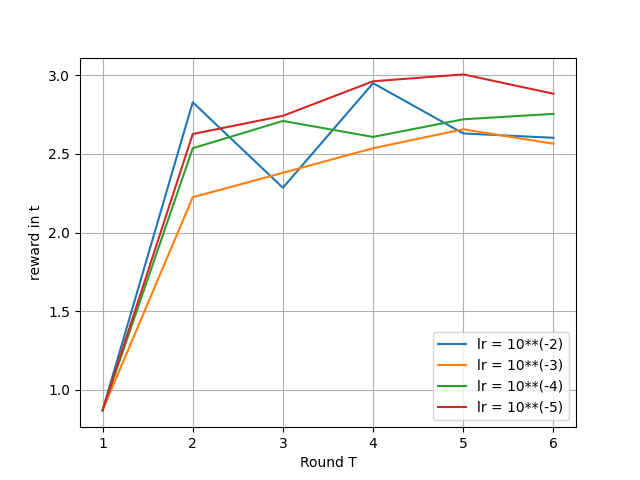 3.0
2.5
2.0
1.5
1.0
reward in t
1 2 3 4 5 6
Round T
lr = 10**(-2)
lr = 10**(-3)
lr = 10**(-4)
lr = 10**(-5)